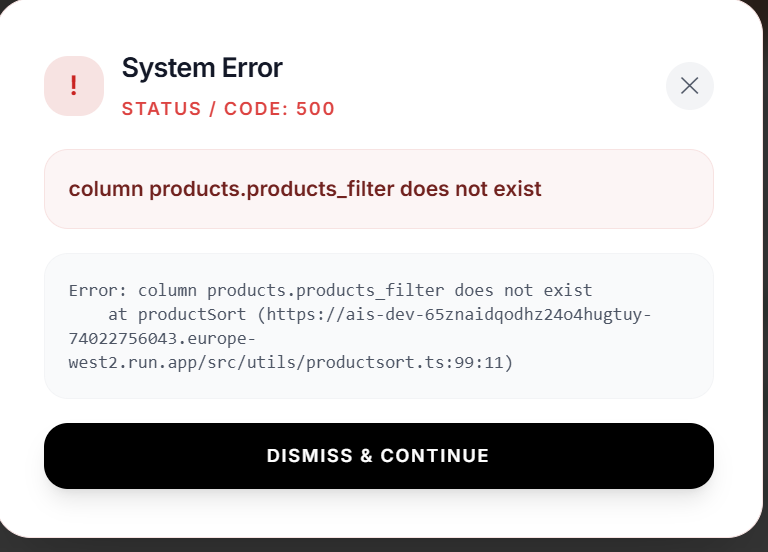 !
System Error
STATUS / CODE: 500
column products.products_filter does not exist
Error: column products.products_filter does not exist
    at productSort (https://ais-dev-65znaidqodhz24o4hugtuy-
74022756043.europe-
west2.run.app/src/utils/productsort.ts:99:11)
DISMISS & CONTINUE